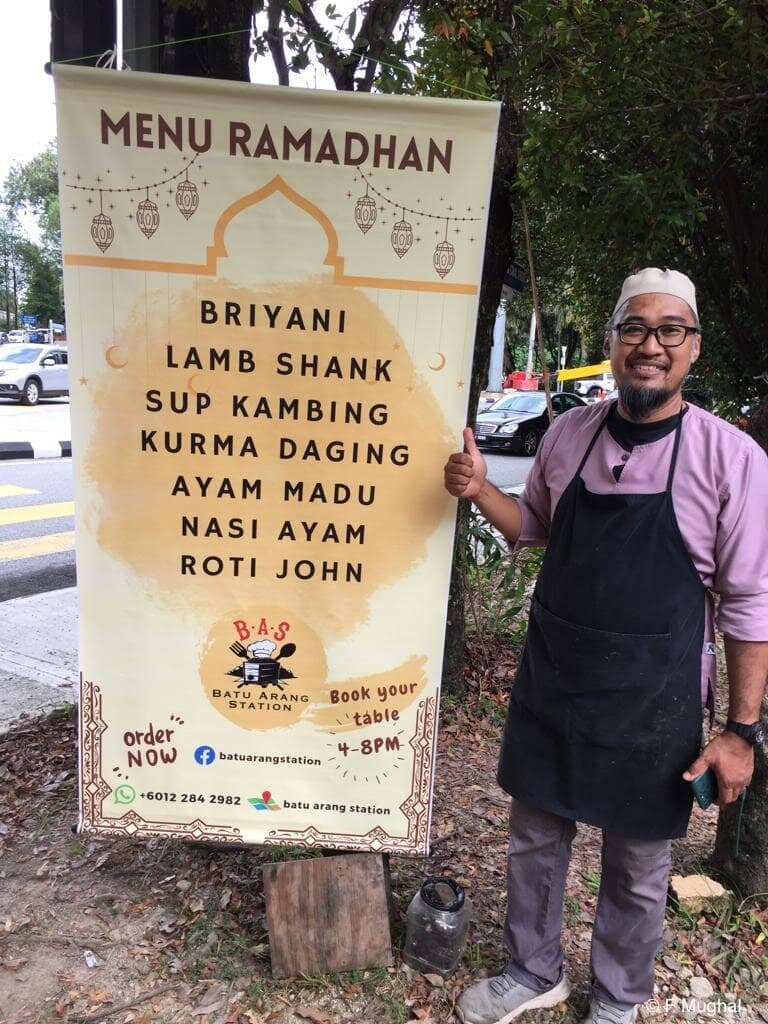 MENU RAMADHAN
BRIYANI
LAMB SHANK
SUP KAMBING
KURMA DAGING
AYAM MADU
NASI AYAM
ROTI JOHN
B·A·S
BATU ARANG
STATION
Book your
table
4-8PM
order
NOW
batuarangstation
+6012 284 2982
batu arang station
© F. Mughal